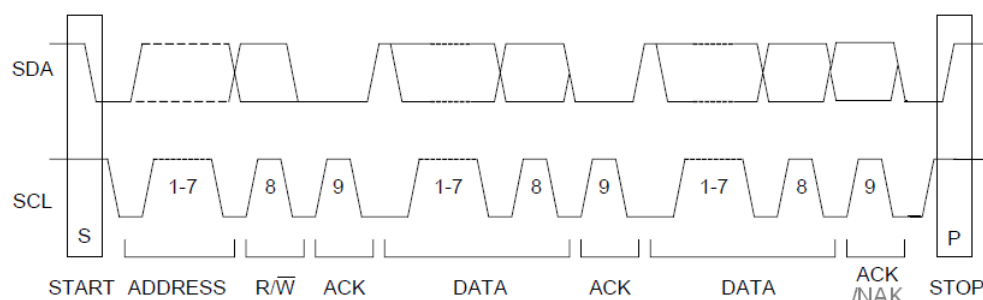 SDA
SCL
1-7 8 9 1-7 8 9 1-7 8 9
S P
START ADDRESS R/W̅ ACK DATA ACK DATA ACK
/NAK STOP